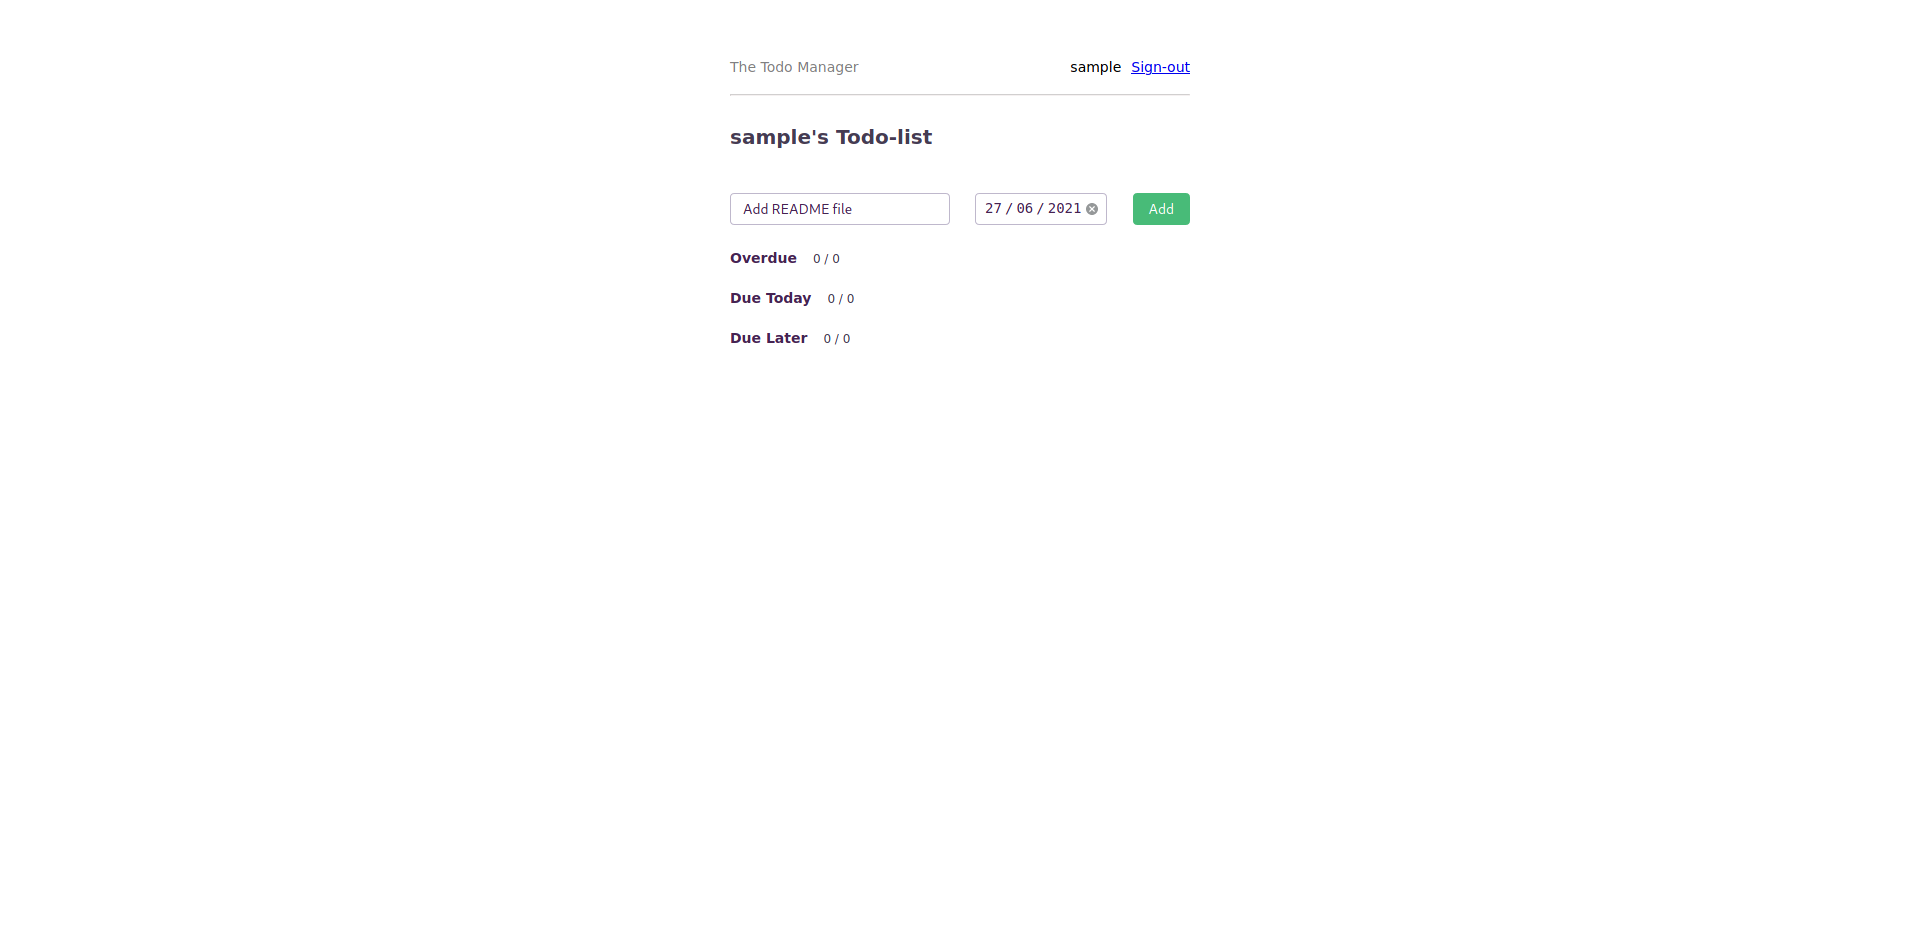 The Todo Manager sample Sign-out
sample's Todo-list
Add README file 27 / 06 / 2021 Add
Overdue 0 / 0
Due Today 0 / 0
Due Later 0 / 0